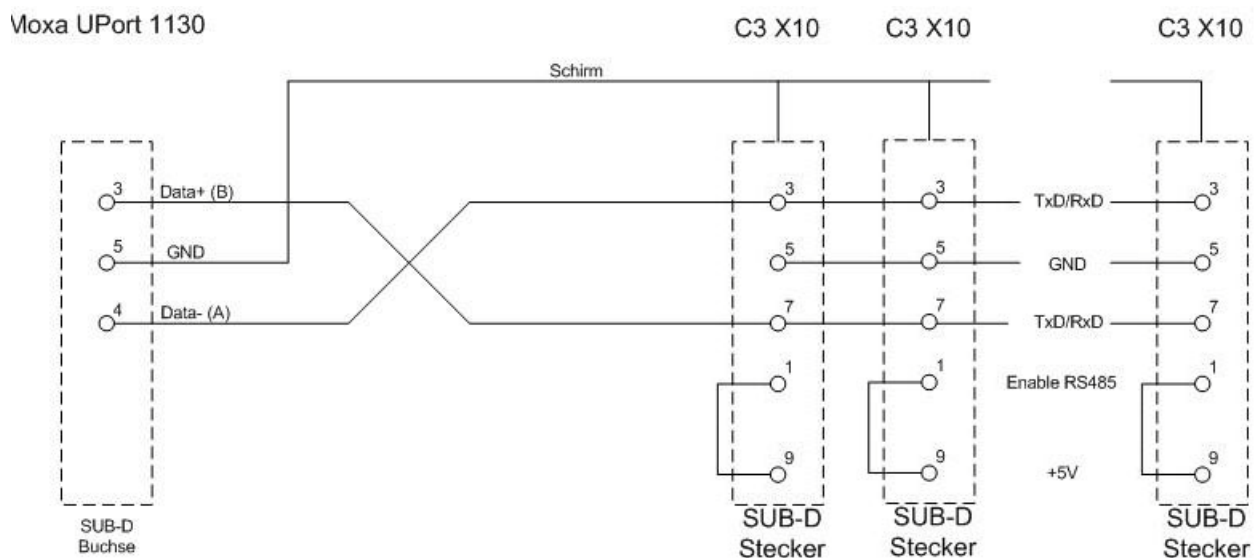 Moxa UPort 1130
C3 X10 C3 X10 C3 X10
Schirm
3 Data+ (B) 3 3 TxD/RxD 3
5 GND 5 5 GND 5
4 Data- (A) 7 7 TxD/RxD 7
1 1 Enable RS485 1
9 9 +5V 9
SUB-D
Buchse
SUB-D
Stecker
SUB-D
Stecker
SUB-D
Stecker